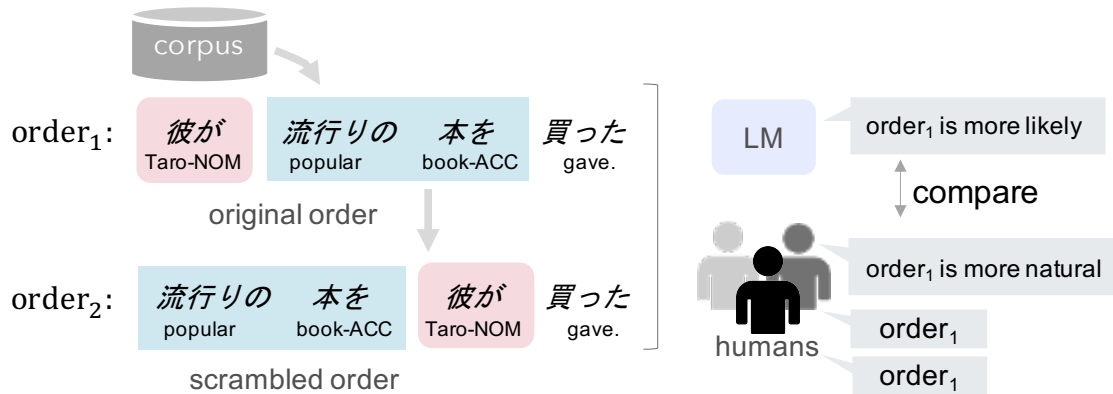 corpus
order₁: 彼が 流行りの 本を 買った
Taro-NOM popular book-ACC gave.
original order
order₂: 流行りの 本を 彼が 買った
popular book-ACC Taro-NOM gave.
scrambled order
LM
order₁ is more likely
compare
order₁ is more natural
order₁
humans
order₁